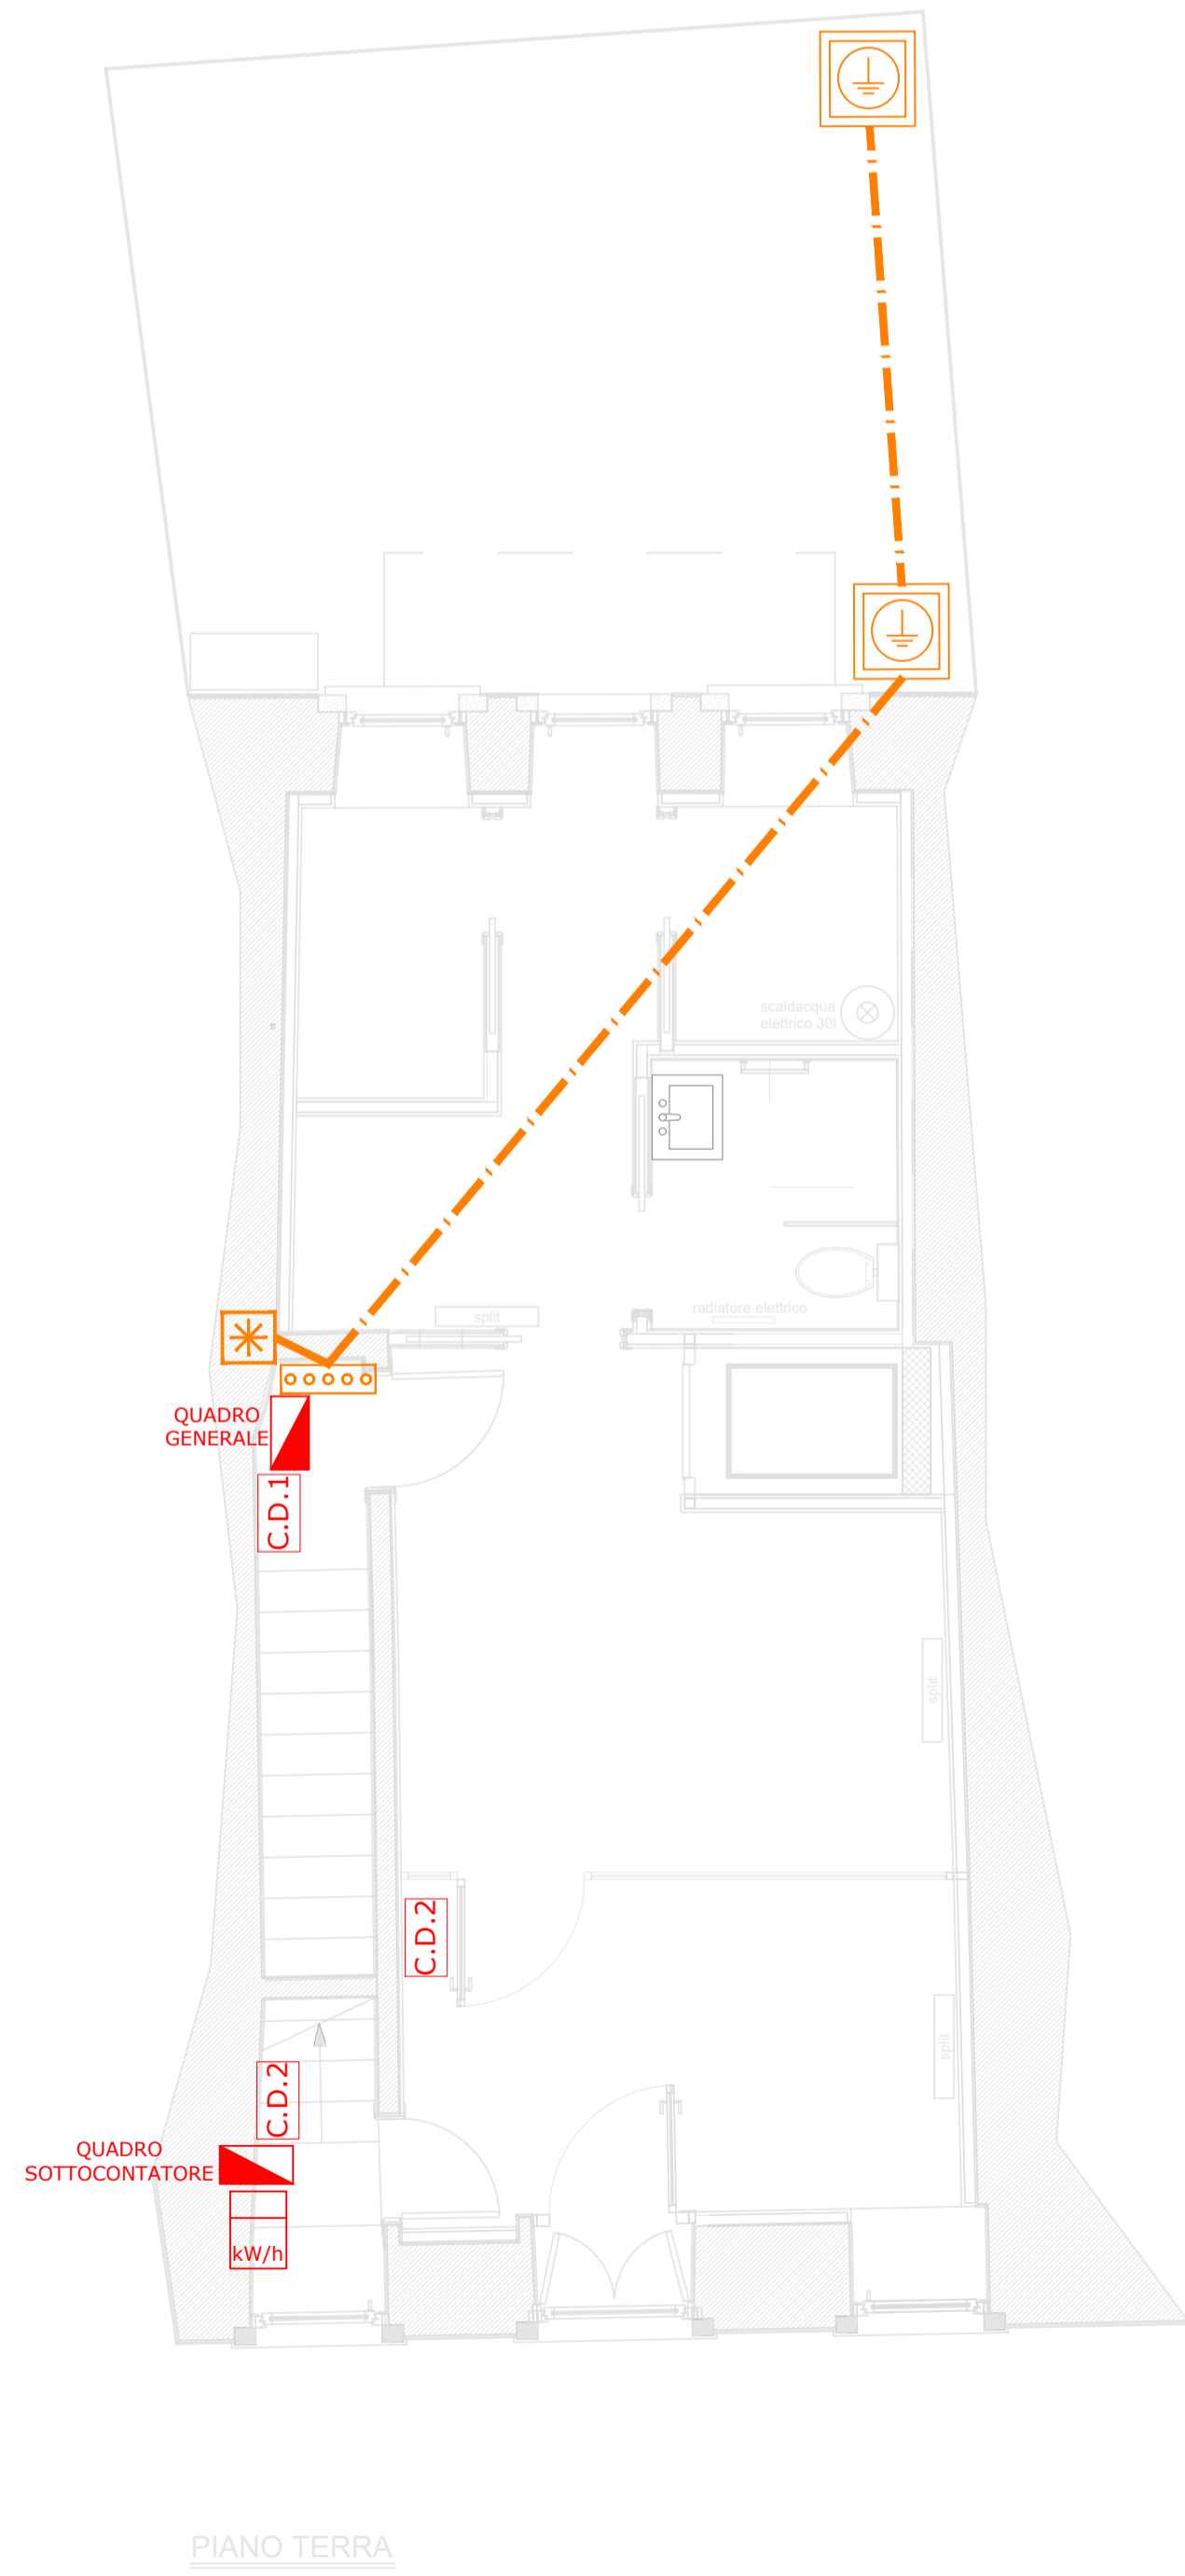 scaldacqua
elettrico 30l
radiatore elettrico
split
QUADRO
GENERALE
C.D.1
split
C.D.2
split
C.D.2
QUADRO
SOTTOCONTATORE
kW/h
PIANO TERRA